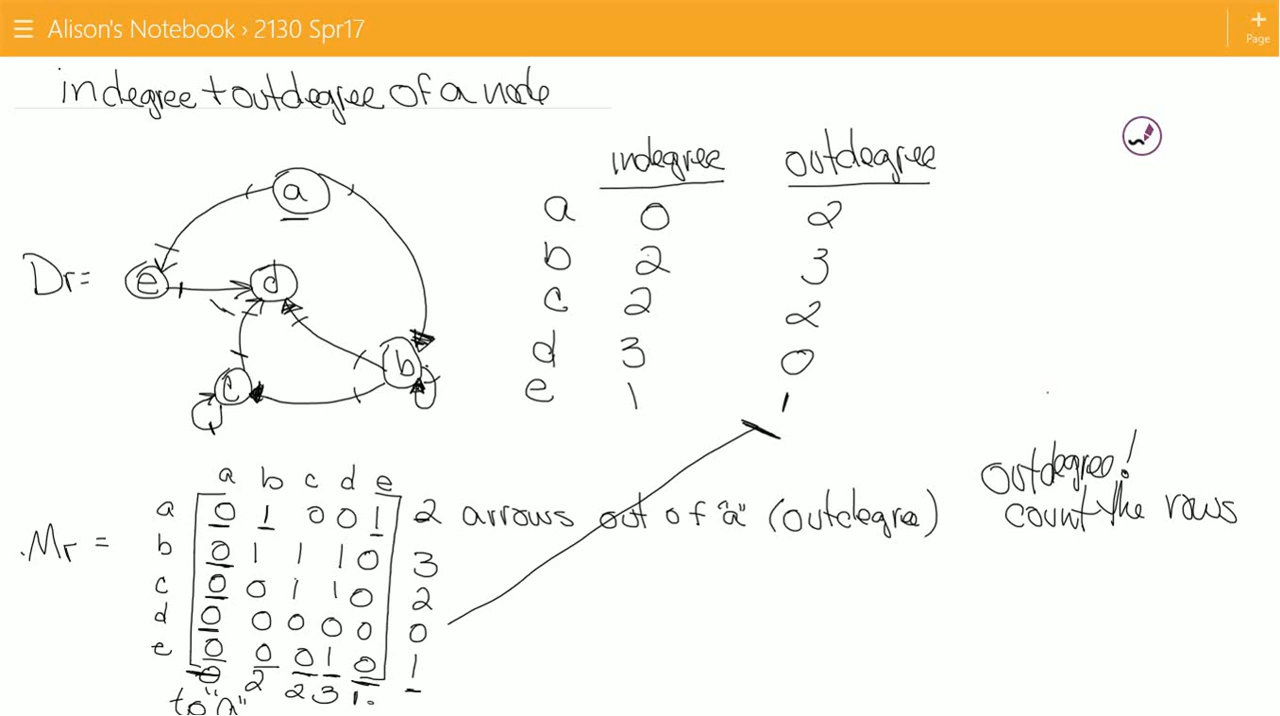 Alison's Notebook › 2130 Spr17
Page
indegree + outdegree of a node
indegree outdegree
a 0 2
b 2 3
c 2 2
d 3 0
e 1 1
Dr=
a
e
d
b
c
a b c d e
Mr =
a 0 1 0 0 1 2 arrows out of "a" (outdegree)
b 0 1 1 1 0 3
c 0 0 1 1 0 2
d 0 0 0 0 0 0
e 0 0 0 1 0 1
0 2 2 3 1.
to "a"
outdegree!
count the rows